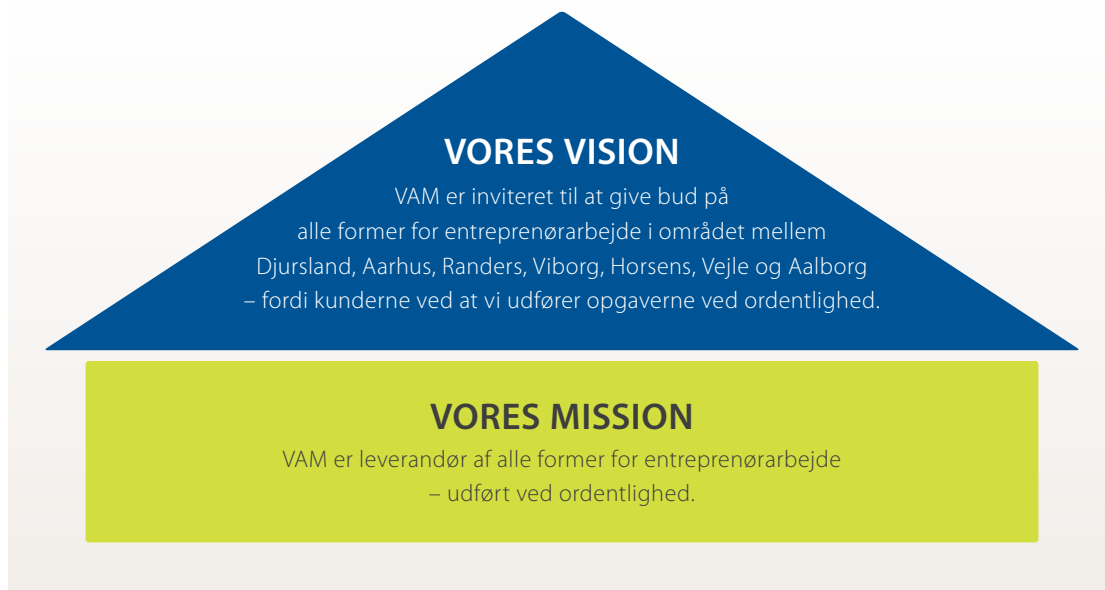 VORES VISION
VAM er inviteret til at give bud på
alle former for entreprenørarbejde i området mellem
Djursland, Aarhus, Randers, Viborg, Horsens, Vejle og Aalborg
– fordi kunderne ved at vi udfører opgaverne ved ordentlighed.
VORES MISSION
VAM er leverandør af alle former for entreprenørarbejde
– udført ved ordentlighed.